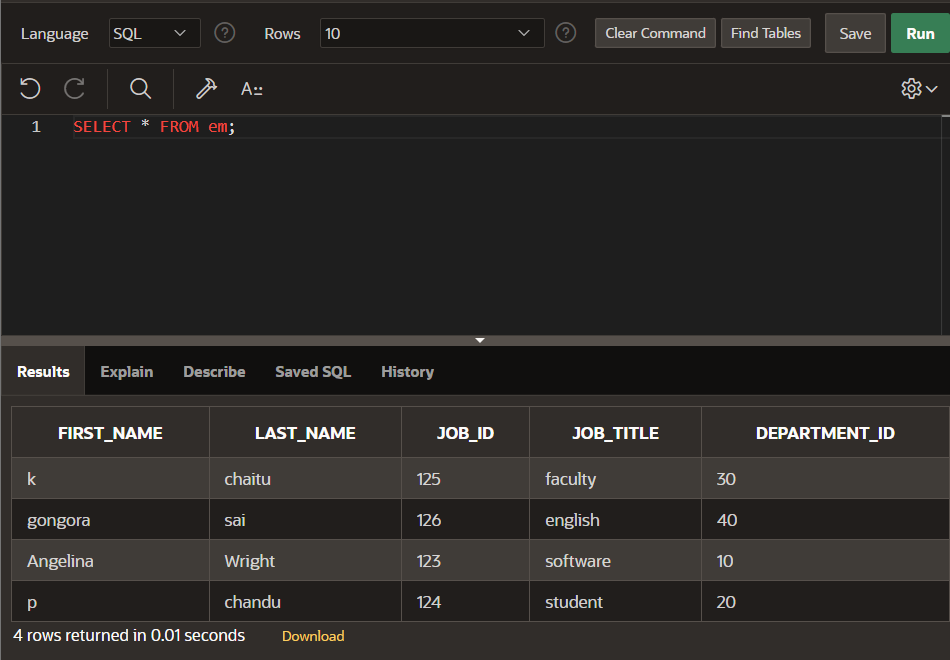 Language SQL Rows 10 Clear Command Find Tables Save Run
A
1 SELECT * FROM em;
Results Explain Describe Saved SQL History
FIRST_NAME LAST_NAME JOB_ID JOB_TITLE DEPARTMENT_ID
k chaitu 125 faculty 30
gongora sai 126 english 40
Angelina Wright 123 software 10
p chandu 124 student 20
4 rows returned in 0.01 seconds Download